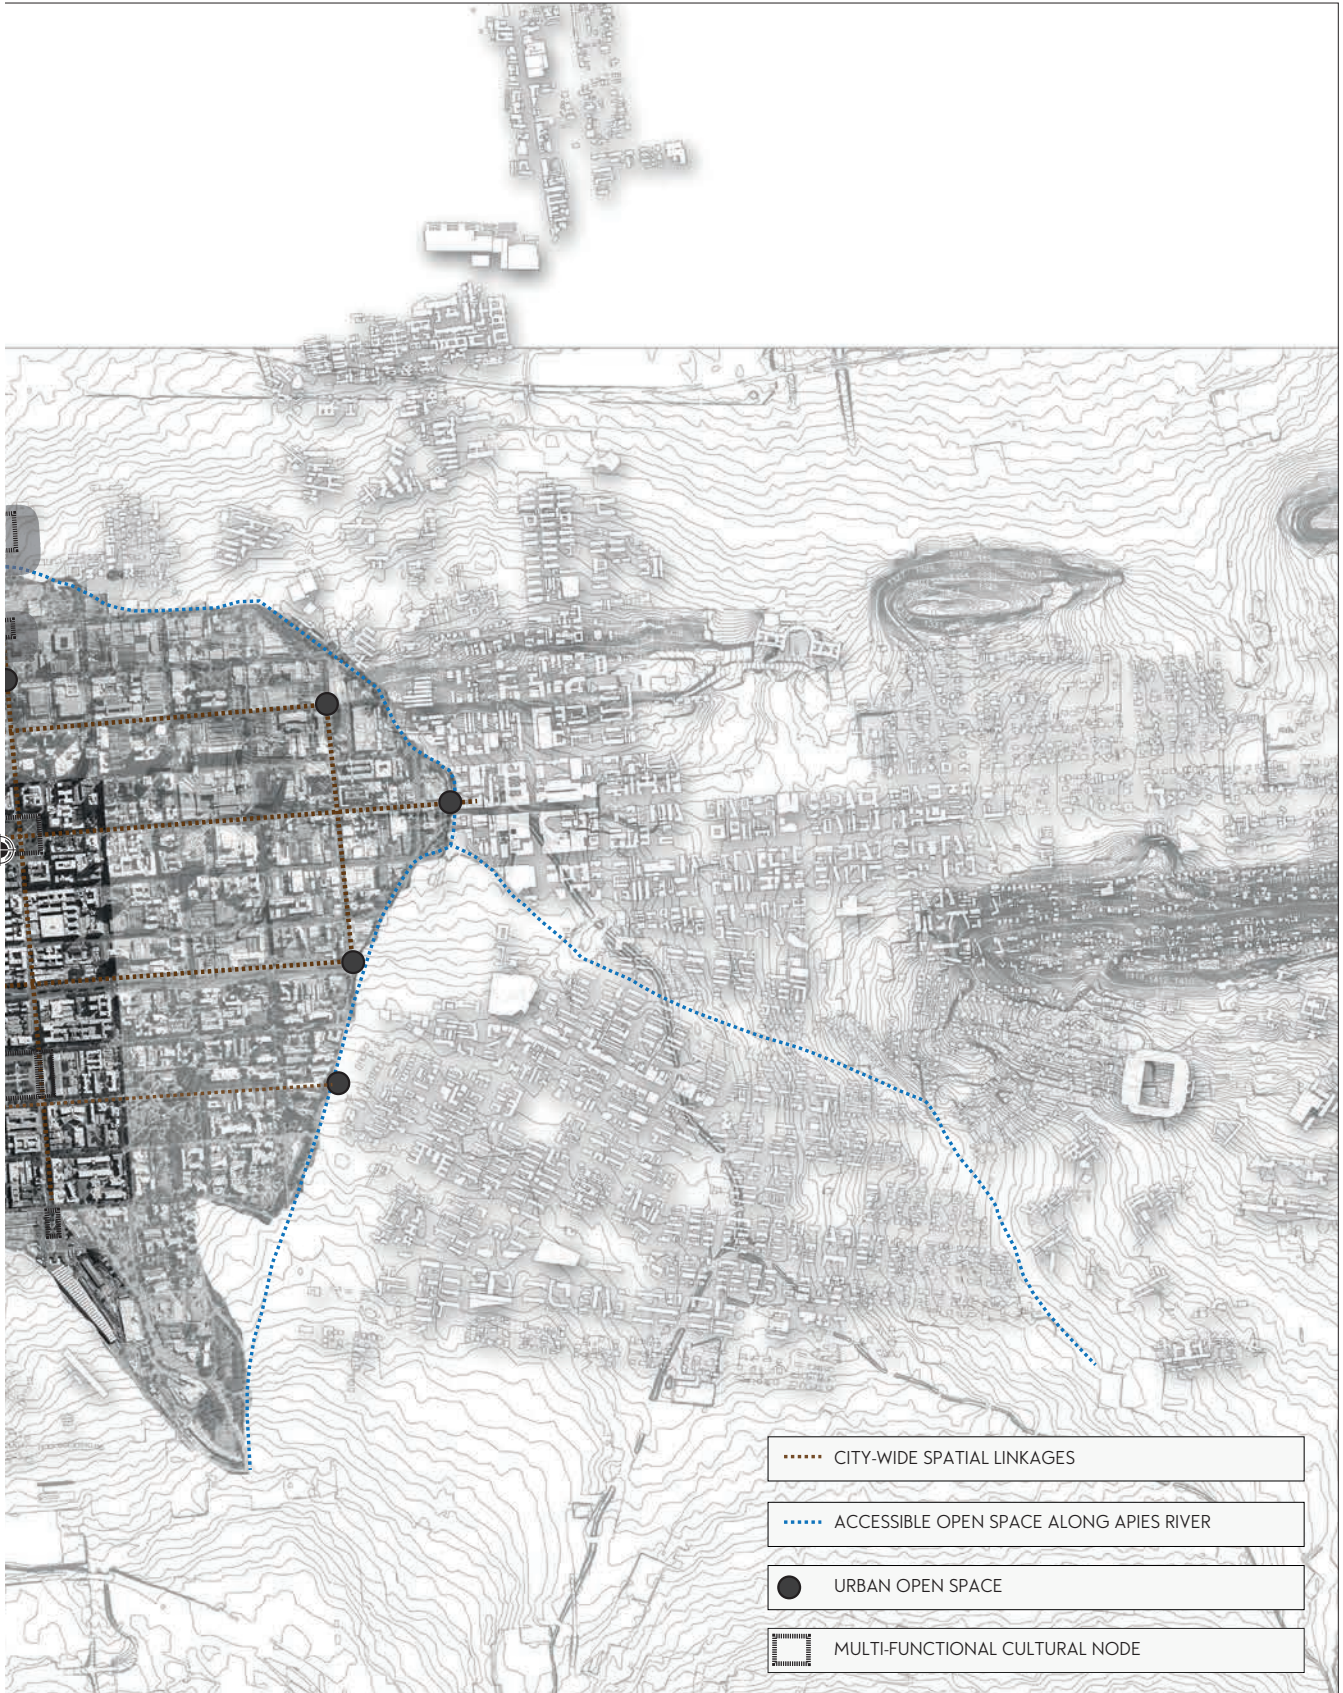 CITY-WIDE SPATIAL LINKAGES
ACCESSIBLE OPEN SPACE ALONG APIES RIVER
URBAN OPEN SPACE
MULTI-FUNCTIONAL CULTURAL NODE